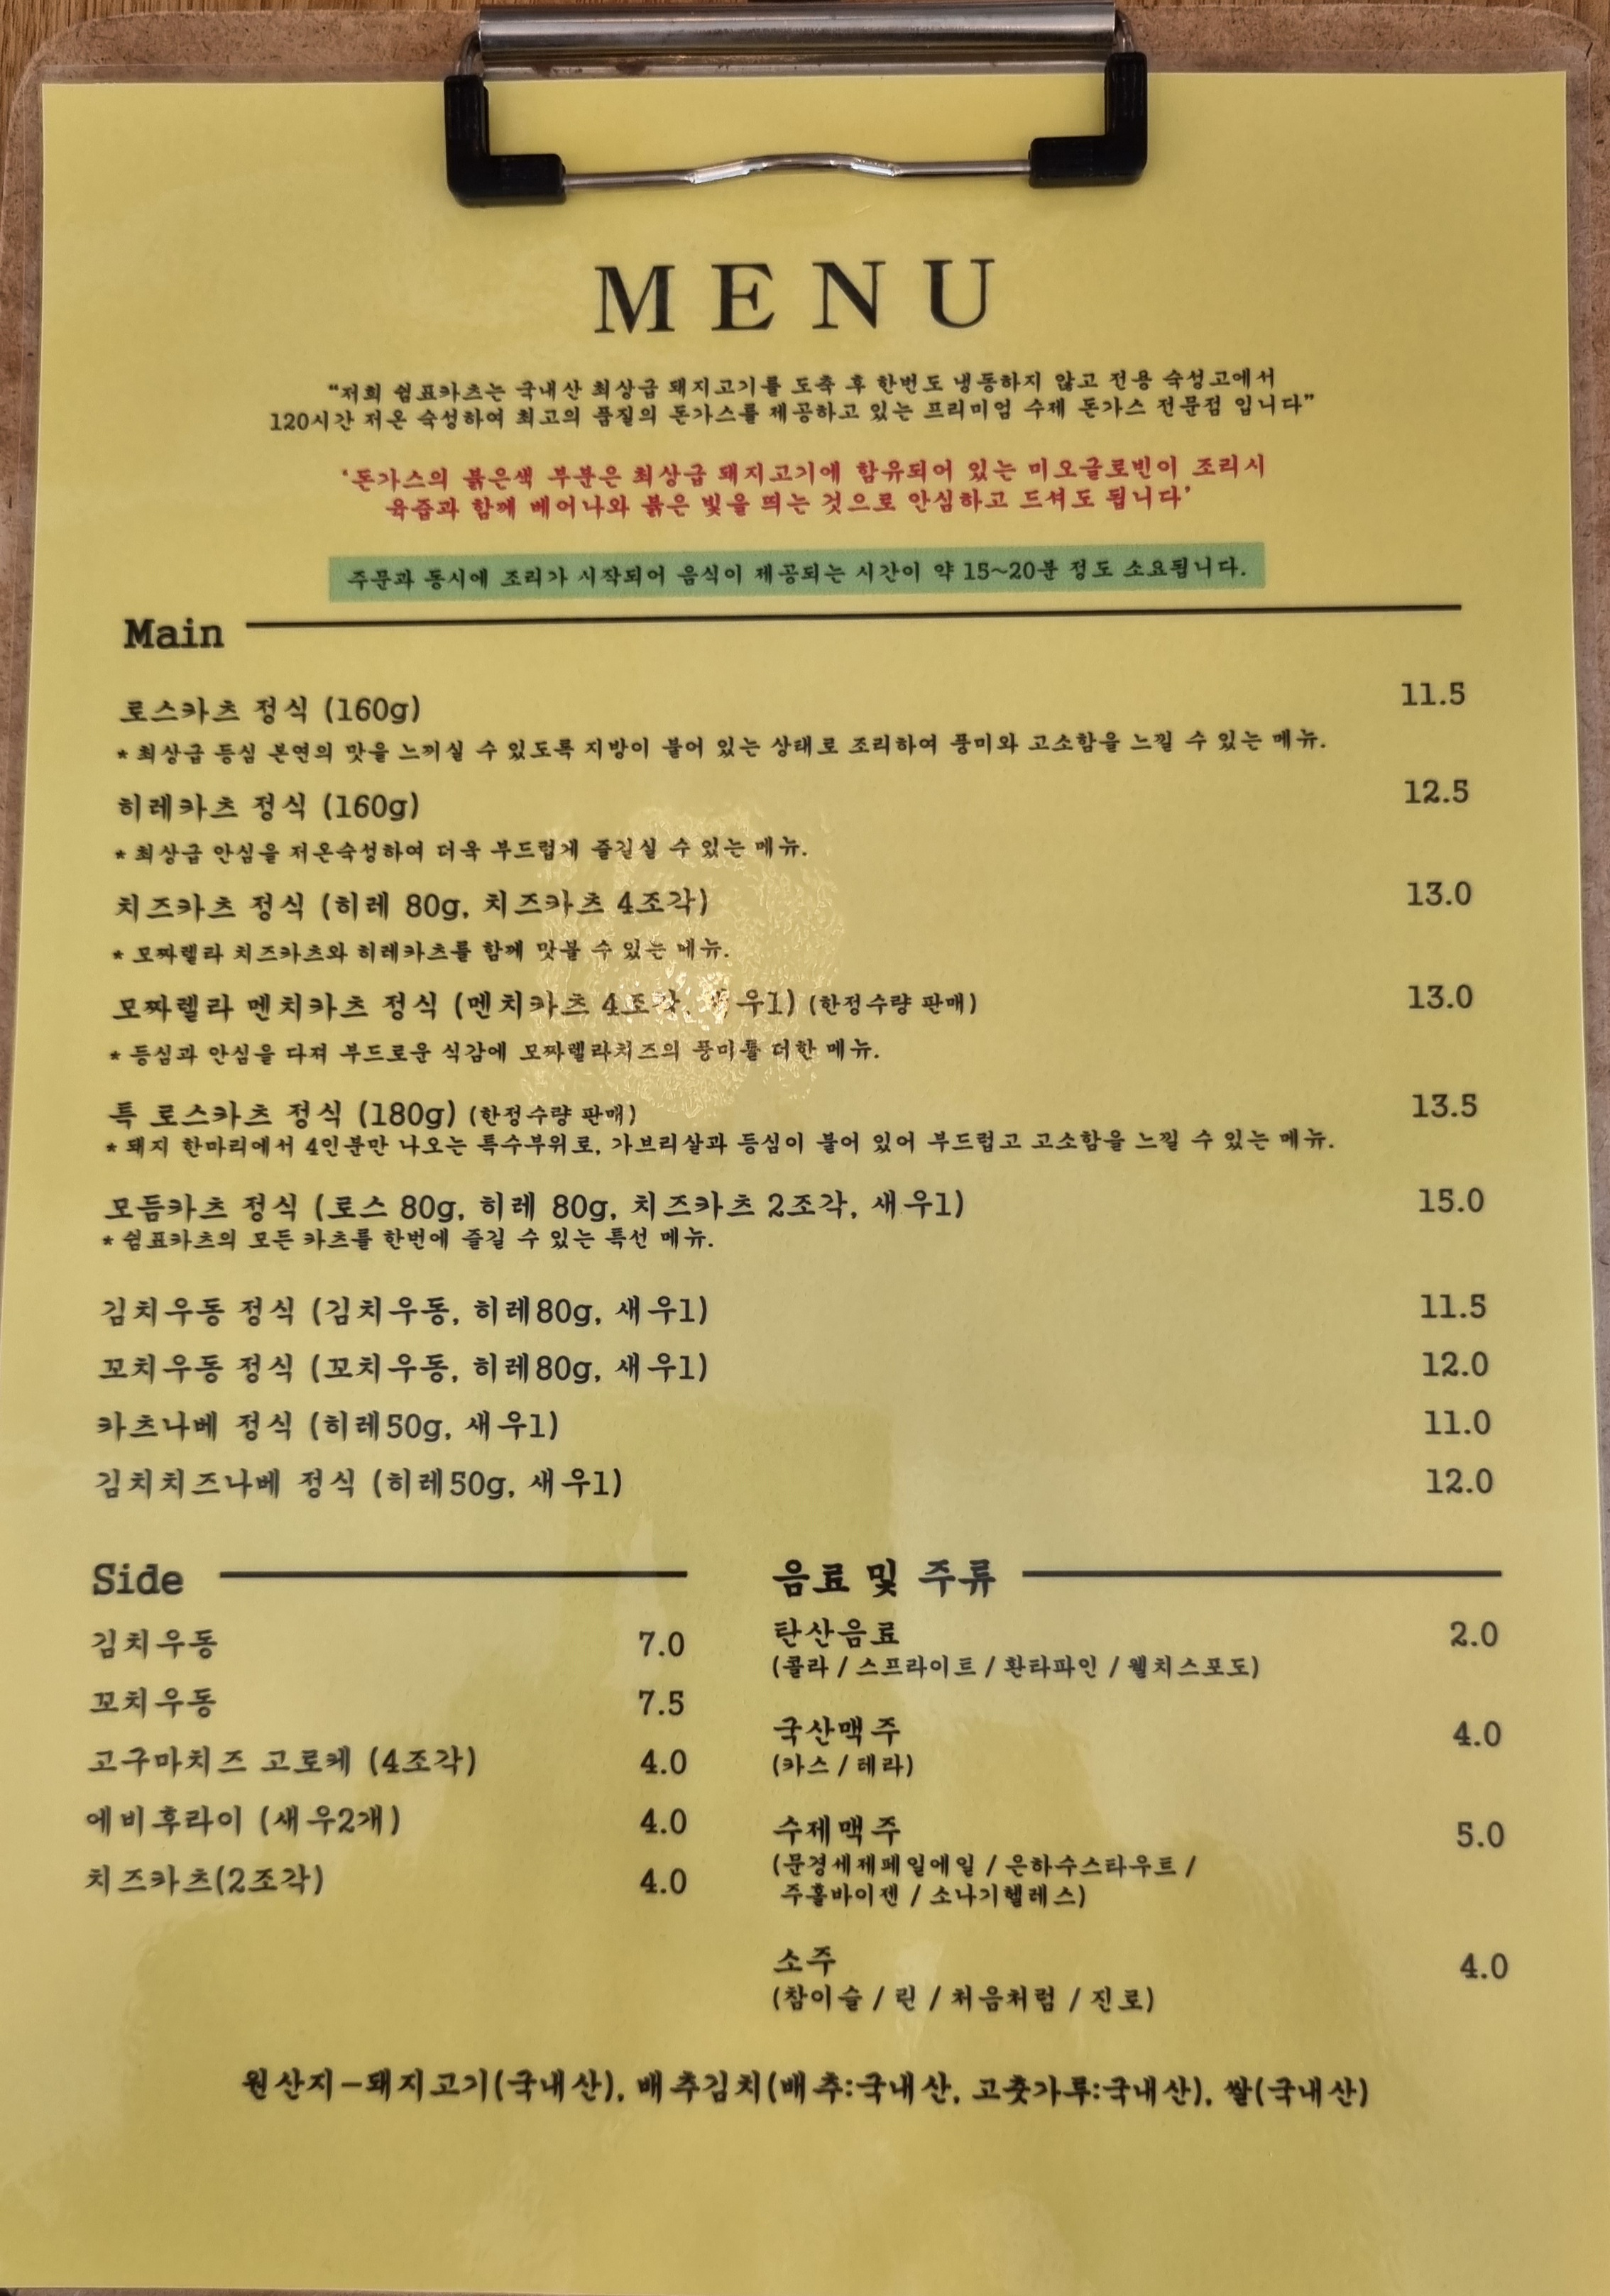 MENU
“저희 쉼표카츠는 국내산 최상급 돼지고기를 도축 후 한번도 냉동하지 않고 전용 숙성고에서
120시간 저온 숙성하여 최고의 품질의 돈가스를 제공하고 있는 프리미엄 수제 돈가스 전문점 입니다”
‘돈가스의 붉은색 부분은 최상급 돼지고기에 함유되어 있는 미오글로빈이 조리시
육즙과 함께 베어나와 붉은 빛을 띄는 것으로 안심하고 드셔도 됩니다’
주문과 동시에 조리가 시작되어 음식이 제공되는 시간이 약 15~20분 정도 소요됩니다.
Main
로스카츠 정식 (160g) 11.5
* 최상급 등심 본연의 맛을 느끼실 수 있도록 지방이 붙어 있는 상태로 조리하여 풍미와 고소함을 느낄 수 있는 메뉴.
히레카츠 정식 (160g) 12.5
* 최상급 안심을 저온숙성하여 더욱 부드럽게 즐길실 수 있는 메뉴.
치즈카츠 정식 (히레 80g, 치즈카츠 4조각) 13.0
* 모짜렐라 치즈카츠와 히레카츠를 함께 맛볼 수 있는 메뉴.
모짜렐라 멘치카츠 정식 (멘치카츠 4조각, 새우1) (한정수량 판매) 13.0
* 등심과 안심을 다져 부드로운 식감에 모짜렐라치즈의 풍미를 더한 메뉴.
특 로스카츠 정식 (180g) (한정수량 판매) 13.5
* 돼지 한마리에서 4인분만 나오는 특수부위로, 가브리살과 등심이 붙어 있어 부드럽고 고소함을 느낄 수 있는 메뉴.
모듬카츠 정식 (로스 80g, 히레 80g, 치즈카츠 2조각, 새우1) 15.0
* 쉼표카츠의 모든 카츠를 한번에 즐길 수 있는 특선 메뉴.
김치우동 정식 (김치우동, 히레80g, 새우1) 11.5
꼬치우동 정식 (꼬치우동, 히레80g, 새우1) 12.0
카츠나베 정식 (히레50g, 새우1) 11.0
김치치즈나베 정식 (히레50g, 새우1) 12.0
Side
김치우동 7.0
꼬치우동 7.5
고구마치즈 고로케 (4조각) 4.0
에비후라이 (새우2개) 4.0
치즈카츠(2조각) 4.0
음료 및 주류
탄산음료 2.0
(콜라 / 스프라이트 / 환타파인 / 웰치스포도)
국산맥주 4.0
(카스 / 테라)
수제맥주 5.0
(문경세제페일에일 / 은하수스타우트 /
주홀바이젠 / 소나기헬레스)
소주 4.0
(참이슬 / 린 / 처음처럼 / 진로)
원산지-돼지고기(국내산), 배추김치(배추:국내산, 고춧가루:국내산), 쌀(국내산)